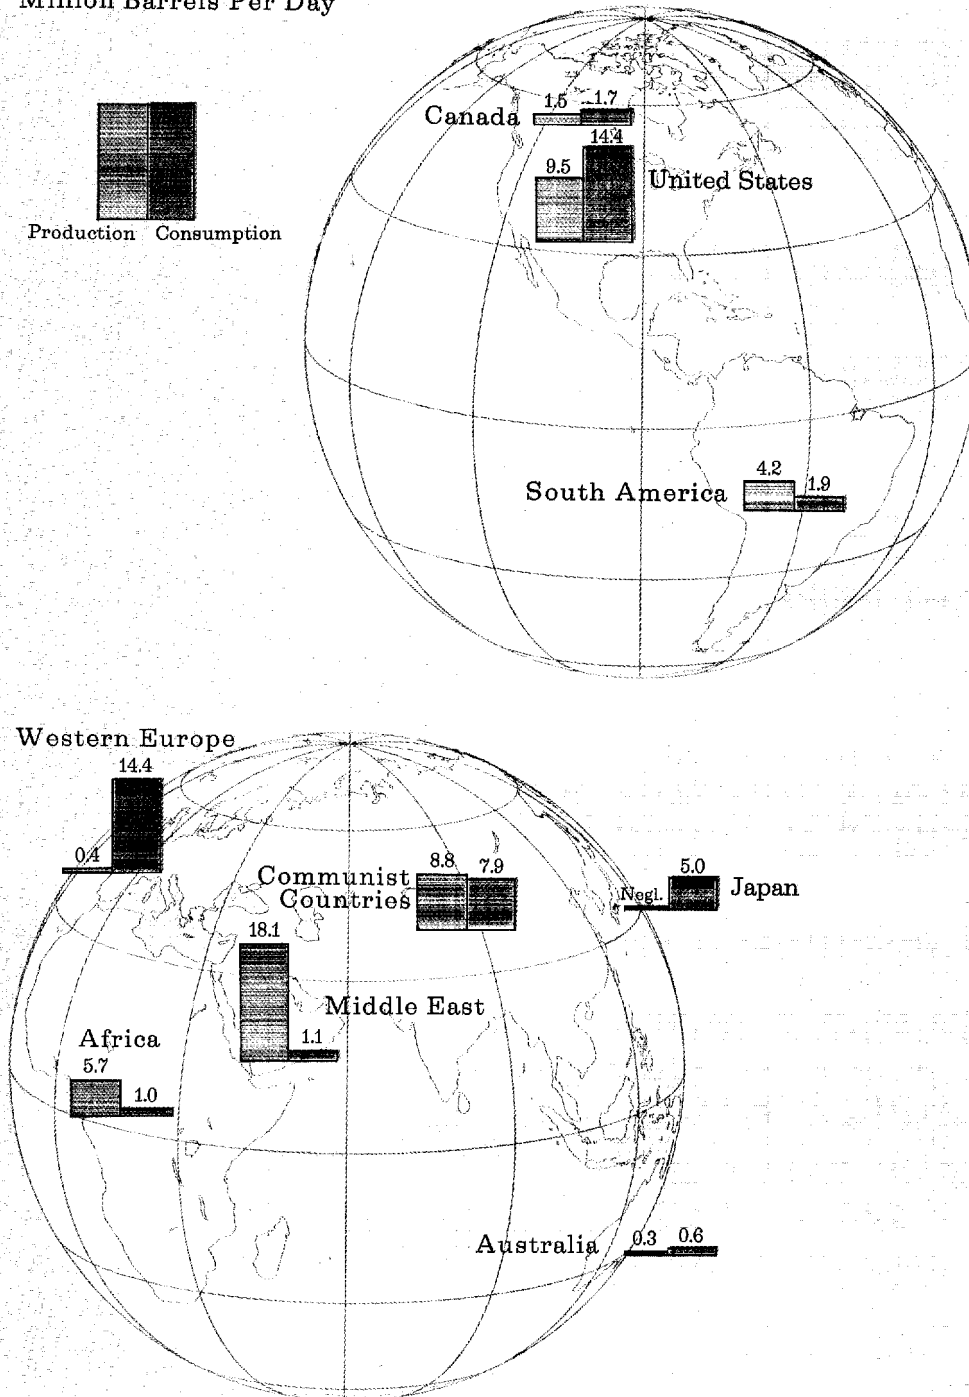 Million Barrels Per Day
Production Consumption
Canada
1.5 1.7
14.4
9.5
United States
4.2
1.9
South America
Western Europe
14.4
0.4
Communist
Countries
8.8 7.9
5.0
Negl.
Japan
18.1
Middle East
1.1
Africa
5.7
1.0
Australia
0.3 0.6